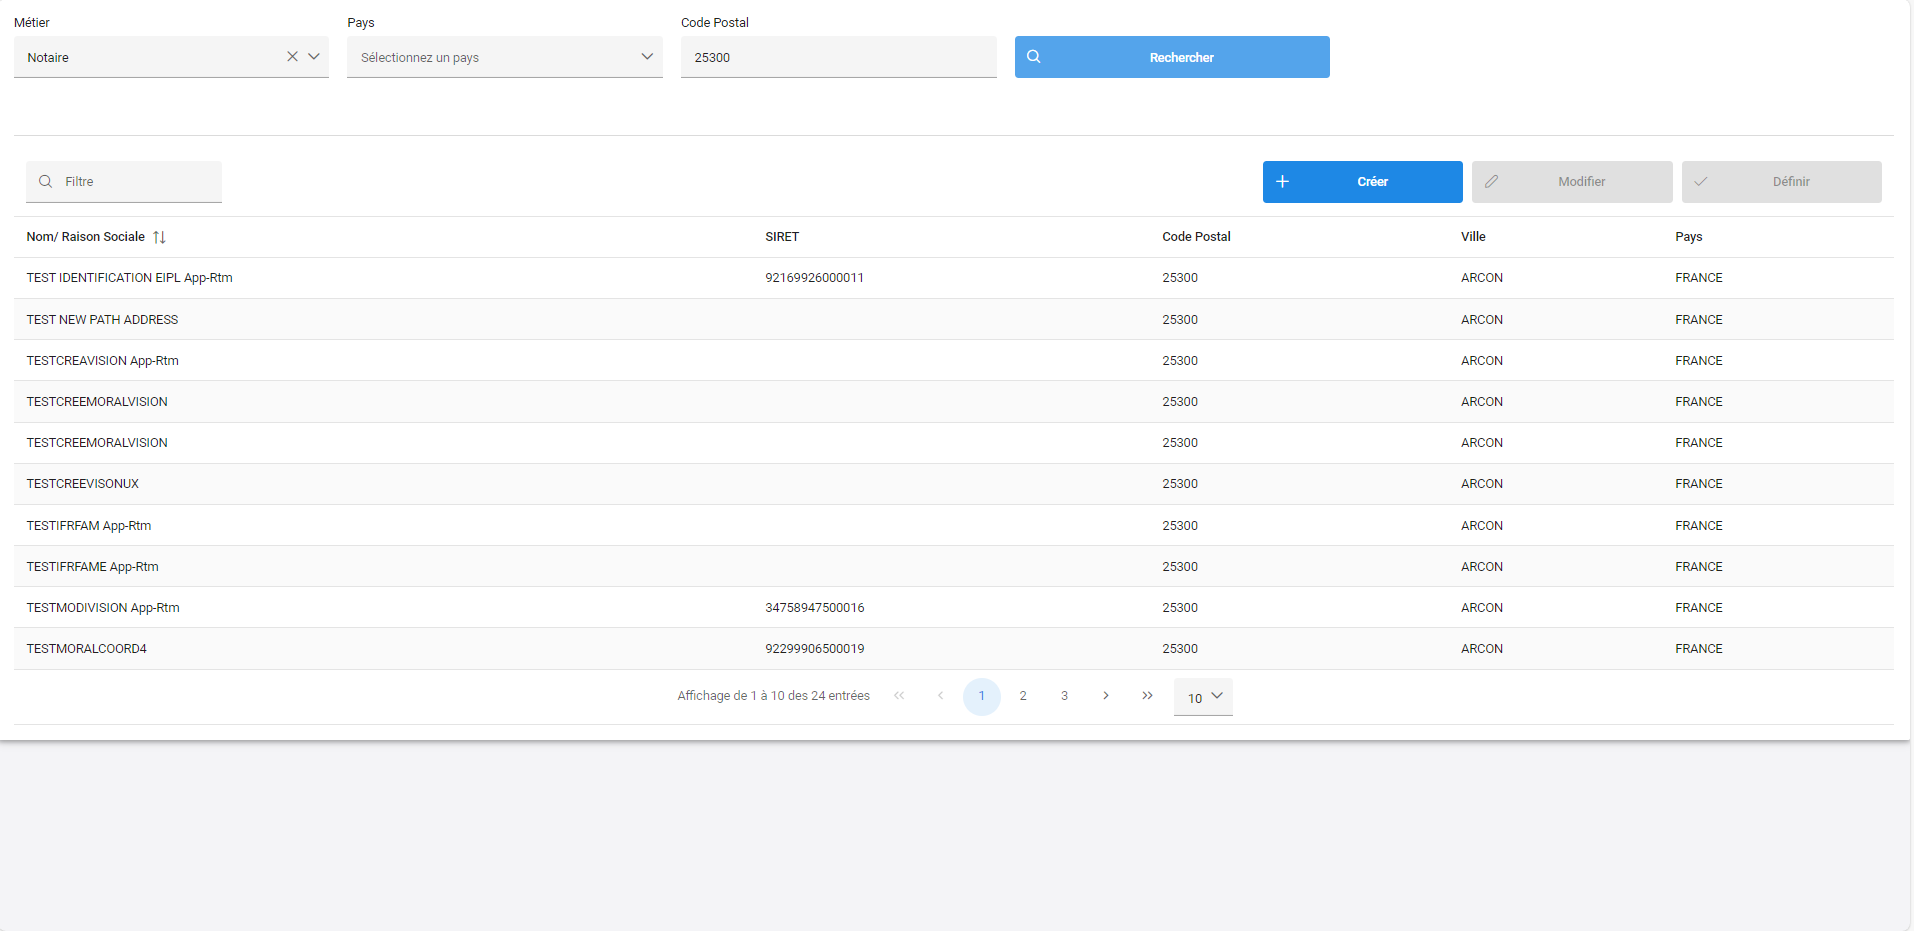 Métier Pays Code Postal
Notaire Sélectionnez un pays 25300 Rechercher
Filtre Créer Modifier Définir
Nom/ Raison Sociale SIRET Code Postal Ville Pays
TEST IDENTIFICATION EIPL App-Rtm 92169926000011 25300 ARCON FRANCE
TEST NEW PATH ADDRESS 25300 ARCON FRANCE
TESTCREAVISION App-Rtm 25300 ARCON FRANCE
TESTCREEMORALVISION 25300 ARCON FRANCE
TESTCREEMORALVISION 25300 ARCON FRANCE
TESTCREEVISONUX 25300 ARCON FRANCE
TESTIFRFAM App-Rtm 25300 ARCON FRANCE
TESTIFRFAME App-Rtm 25300 ARCON FRANCE
TESTMODIVISION App-Rtm 34758947500016 25300 ARCON FRANCE
TESTMORALCOORD4 92299906500019 25300 ARCON FRANCE
Affichage de 1 à 10 des 24 entrées 1 2 3 10